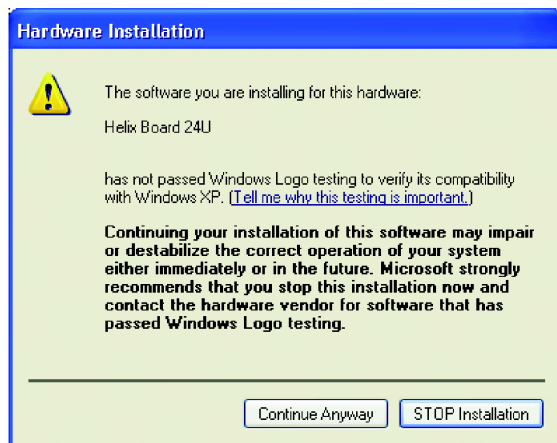 Hardware Installation
The software you are installing for this hardware:
Helix Board 24U
has not passed Windows Logo testing to verify its compatibility
with Windows XP. (Tell me why this testing is important.)
Continuing your installation of this software may impair
or destabilize the correct operation of your system
either immediately or in the future. Microsoft strongly
recommends that you stop this installation now and
contact the hardware vendor for software that has
passed Windows Logo testing.
Continue Anyway
STOP Installation